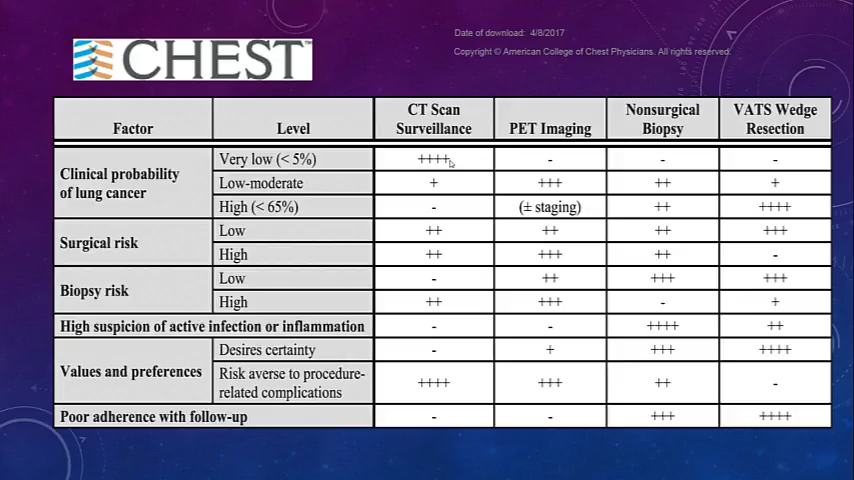 Date of download: 4/8/2017
Copyright © American College of Chest Physicians. All rights reserved.
CHEST™
Factor Level CT Scan Surveillance PET Imaging Nonsurgical Biopsy VATS Wedge Resection
Clinical probability of lung cancer Very low (< 5%) ++++ - - -
Low-moderate + +++ ++ +
High (< 65%) - (± staging) ++ ++++
Surgical risk Low ++ ++ ++ +++
High ++ +++ ++ -
Biopsy risk Low - ++ +++ +++
High ++ +++ - +
High suspicion of active infection or inflammation - - ++++ ++
Values and preferences Desires certainty - + +++ ++++
Risk averse to procedure-related complications ++++ +++ ++ -
Poor adherence with follow-up - - +++ ++++